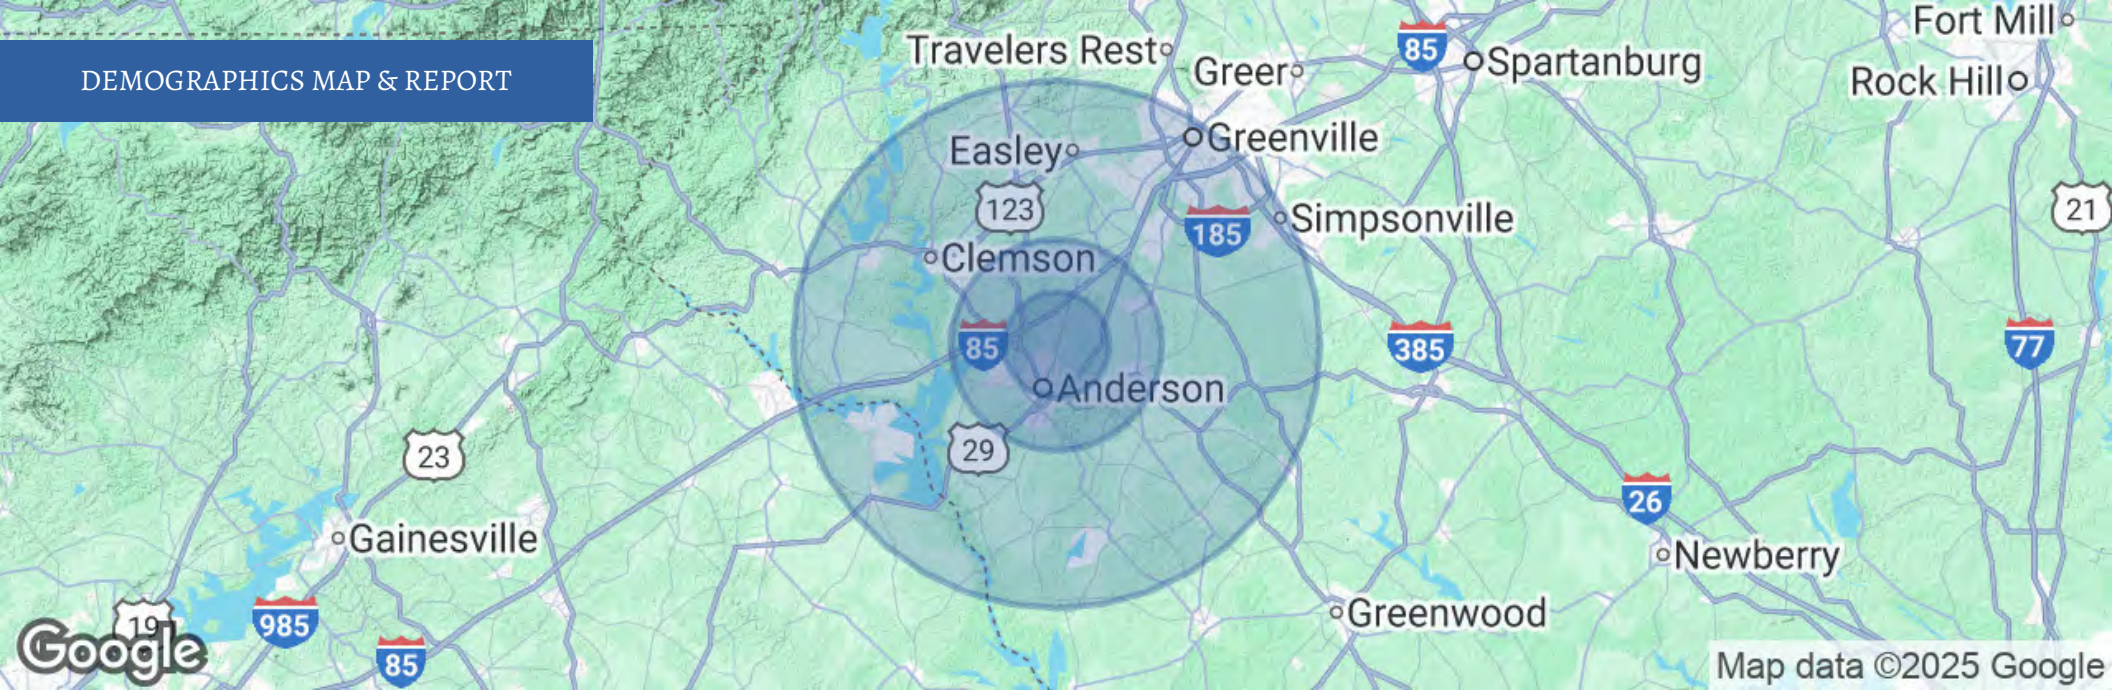 DEMOGRAPHICS MAP & REPORT
Travelers Rest
Greer
85
Spartanburg
Fort Mill
Rock Hill
Easley
Greenville
123
185
Simpsonville
21
Clemson
85
385
77
Anderson
23
29
26
Gainesville
Newberry
19
985
85
Greenwood
Google
Map data ©2025 Google